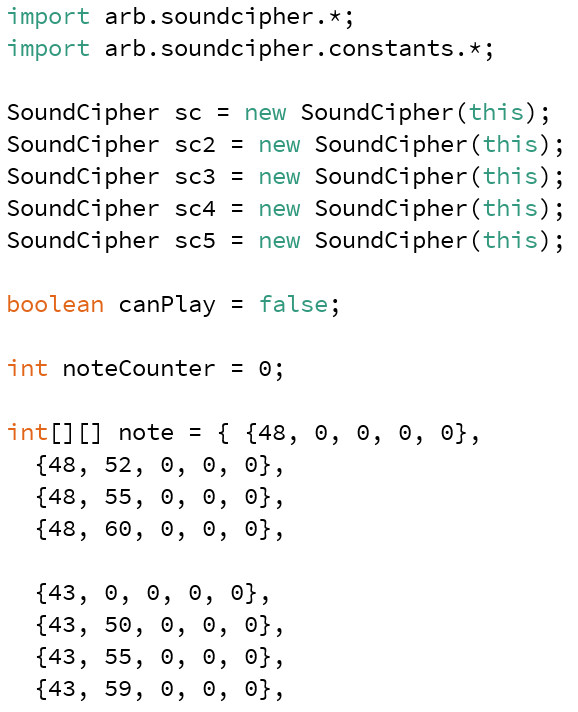 import arb.soundcipher.*;
import arb.soundcipher.constants.*;
SoundCipher sc = new SoundCipher(this);
SoundCipher sc2 = new SoundCipher(this);
SoundCipher sc3 = new SoundCipher(this);
SoundCipher sc4 = new SoundCipher(this);
SoundCipher sc5 = new SoundCipher(this);
boolean canPlay = false;
int noteCounter = 0;
int[][] note = { {48, 0, 0, 0, 0},
{48, 52, 0, 0, 0},
{48, 55, 0, 0, 0},
{48, 60, 0, 0, 0},
{43, 0, 0, 0, 0},
{43, 50, 0, 0, 0},
{43, 55, 0, 0, 0},
{43, 59, 0, 0, 0},